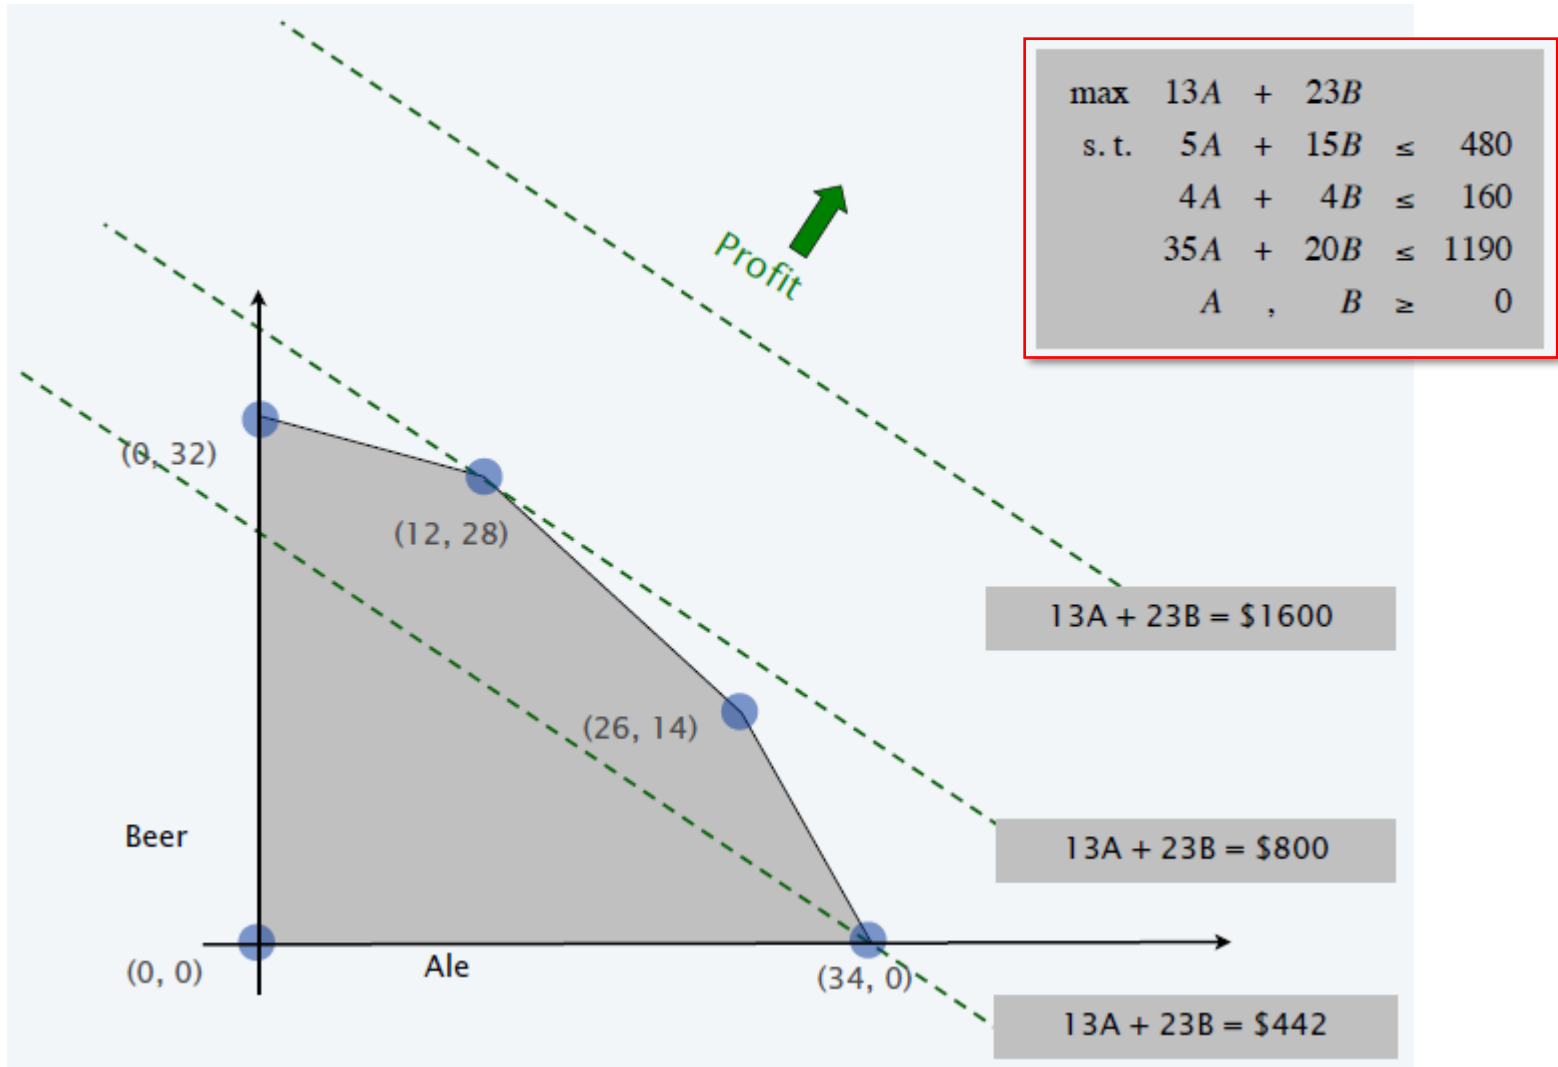 max 13A + 23B
s. t. 5A + 15B ≤ 480
4A + 4B ≤ 160
35A + 20B ≤ 1190
A , B ≥ 0
Profit
(0, 32)
(12, 28)
13A + 23B = $1600
(26, 14)
Beer
13A + 23B = $800
(0, 0)
Ale
(34, 0)
13A + 23B = $442